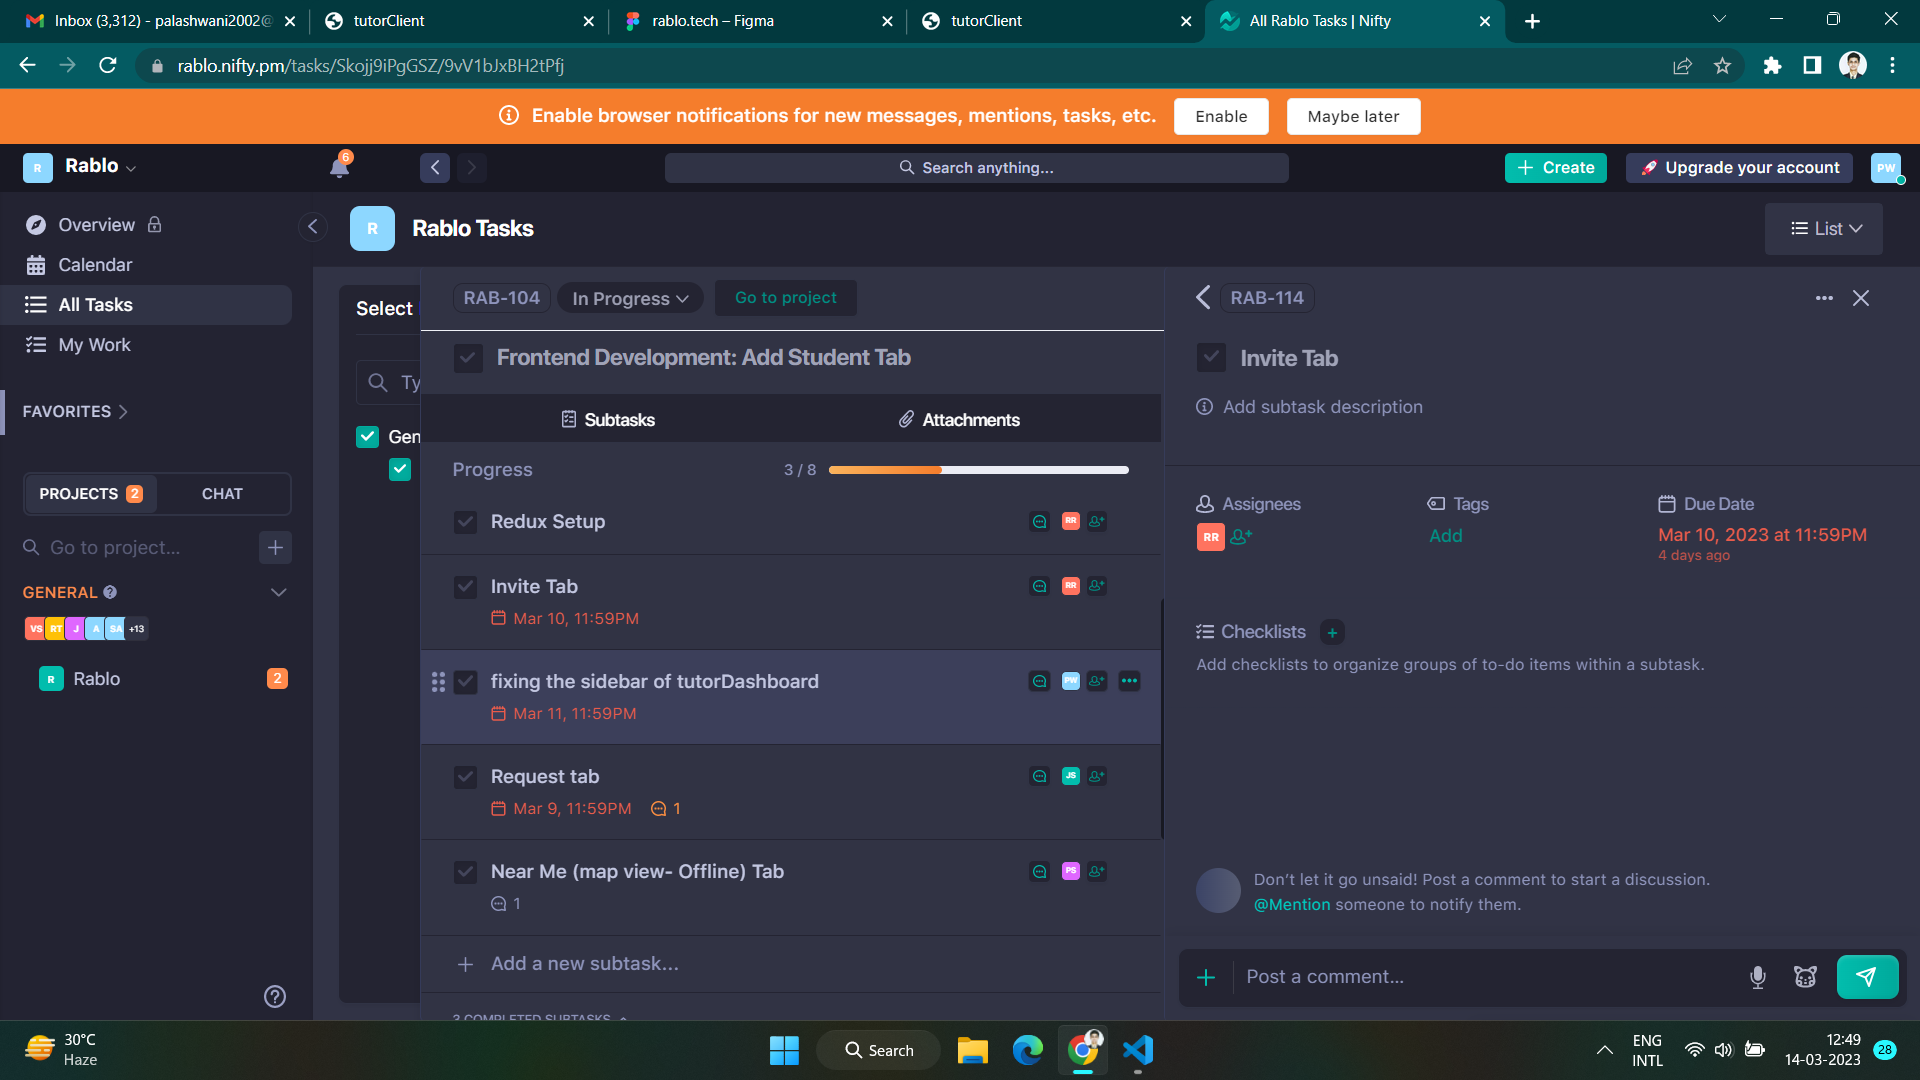 Inbox (3,312) - palashwani2002@
tutorClient
rablo.tech – Figma
tutorClient
All Rablo Tasks | Nifty
rablo.nifty.pm/tasks/Skojj9iPgGSZ/9vV1bJxBH2tPfj
Enable browser notifications for new messages, mentions, tasks, etc.
Enable
Maybe later
R
Rablo
6
Search anything...
Create
Upgrade your account
PW
Overview
Calendar
All Tasks
My Work
FAVORITES
PROJECTS 2
CHAT
Go to project...
GENERAL
VS RT J A SA +13
R
Rablo
2
R
Rablo Tasks
List
Select
Ty
Gen
RAB-104
In Progress
Go to project
Frontend Development: Add Student Tab
Subtasks
Attachments
Progress
3 / 8
Redux Setup
RR
Invite Tab
RR
Mar 10, 11:59PM
fixing the sidebar of tutorDashboard
PW
Mar 11, 11:59PM
Request tab
JS
Mar 9, 11:59PM
1
Near Me (map view- Offline) Tab
PS
1
Add a new subtask...
3 COMPLETED SUBTASKS
RAB-114
Invite Tab
Add subtask description
Assignees
RR
Tags
Add
Due Date
Mar 10, 2023 at 11:59PM
4 days ago
Checklists
Add checklists to organize groups of to-do items within a subtask.
Don't let it go unsaid! Post a comment to start a discussion.
@Mention someone to notify them.
Post a comment...
30°C
Haze
Search
ENG
INTL
12:49
14-03-2023
28